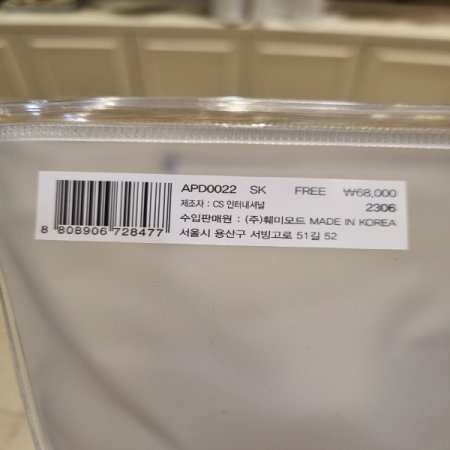 APD0022 SK FREE ₩68,000
제조자 : CS 인터내셔널 2306
수입판매원 : (주)훼미모드 MADE IN KOREA
8 808906 728477 서울시 용산구 서빙고로 51길 52